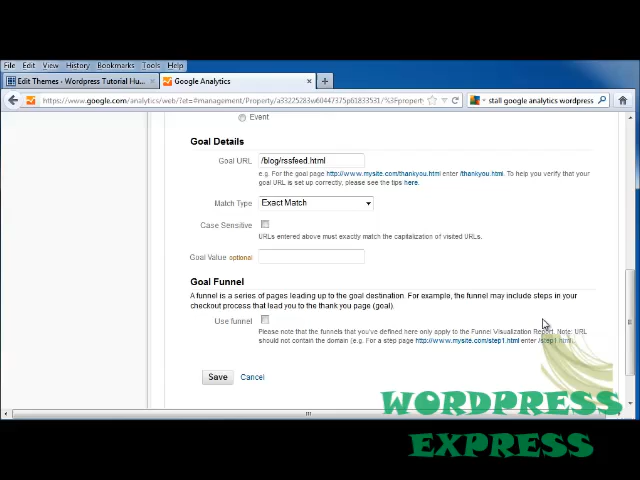 File Edit View History Bookmarks Tools Help
Edit Themes - Wordpress Tutorial Hu... × Google Analytics × +
stall google analytics wordpress
Event
Goal Details
Goal URL /blog/rssfeed.html
e.g. For the goal page http://www.mysite.com/thankyou.html enter /thankyou.html. To help you verify that your
goal URL is set up correctly, please see the tips here.
Match Type Exact Match
Case Sensitive
URLs entered above must exactly match the capitalization of visited URLs.
Goal Value optional
Goal Funnel
A funnel is a series of pages leading up to the goal destination. For example, the funnel may include steps in your
checkout process that lead you to the thank you page (goal).
Use funnel
Please note that the funnels that you've defined here only apply to the Funnel Visualization Report. Note: URL
should not contain the domain (e.g. For a step page http://www.mysite.com/step1.html enter /step1.html).
Save Cancel
WORDPRESS
EXPRESS